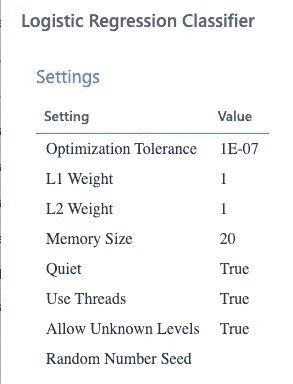 Logistic Regression Classifier
Settings
Setting Value
Optimization Tolerance 1E-07
L1 Weight 1
L2 Weight 1
Memory Size 20
Quiet True
Use Threads True
Allow Unknown Levels True
Random Number Seed